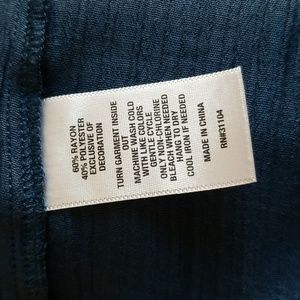 60% RAYON
40% POLYESTER
EXCLUSIVE OF
DECORATION
TURN GARMENT INSIDE
OUT
MACHINE WASH COLD
WITH LIKE COLORS
GENTLE CYCLE
ONLY NON-CHLORINE
BLEACH WHEN NEEDED
HANG TO DRY
COOL IRON IF NEEDED
MADE IN CHINA
RN#31104